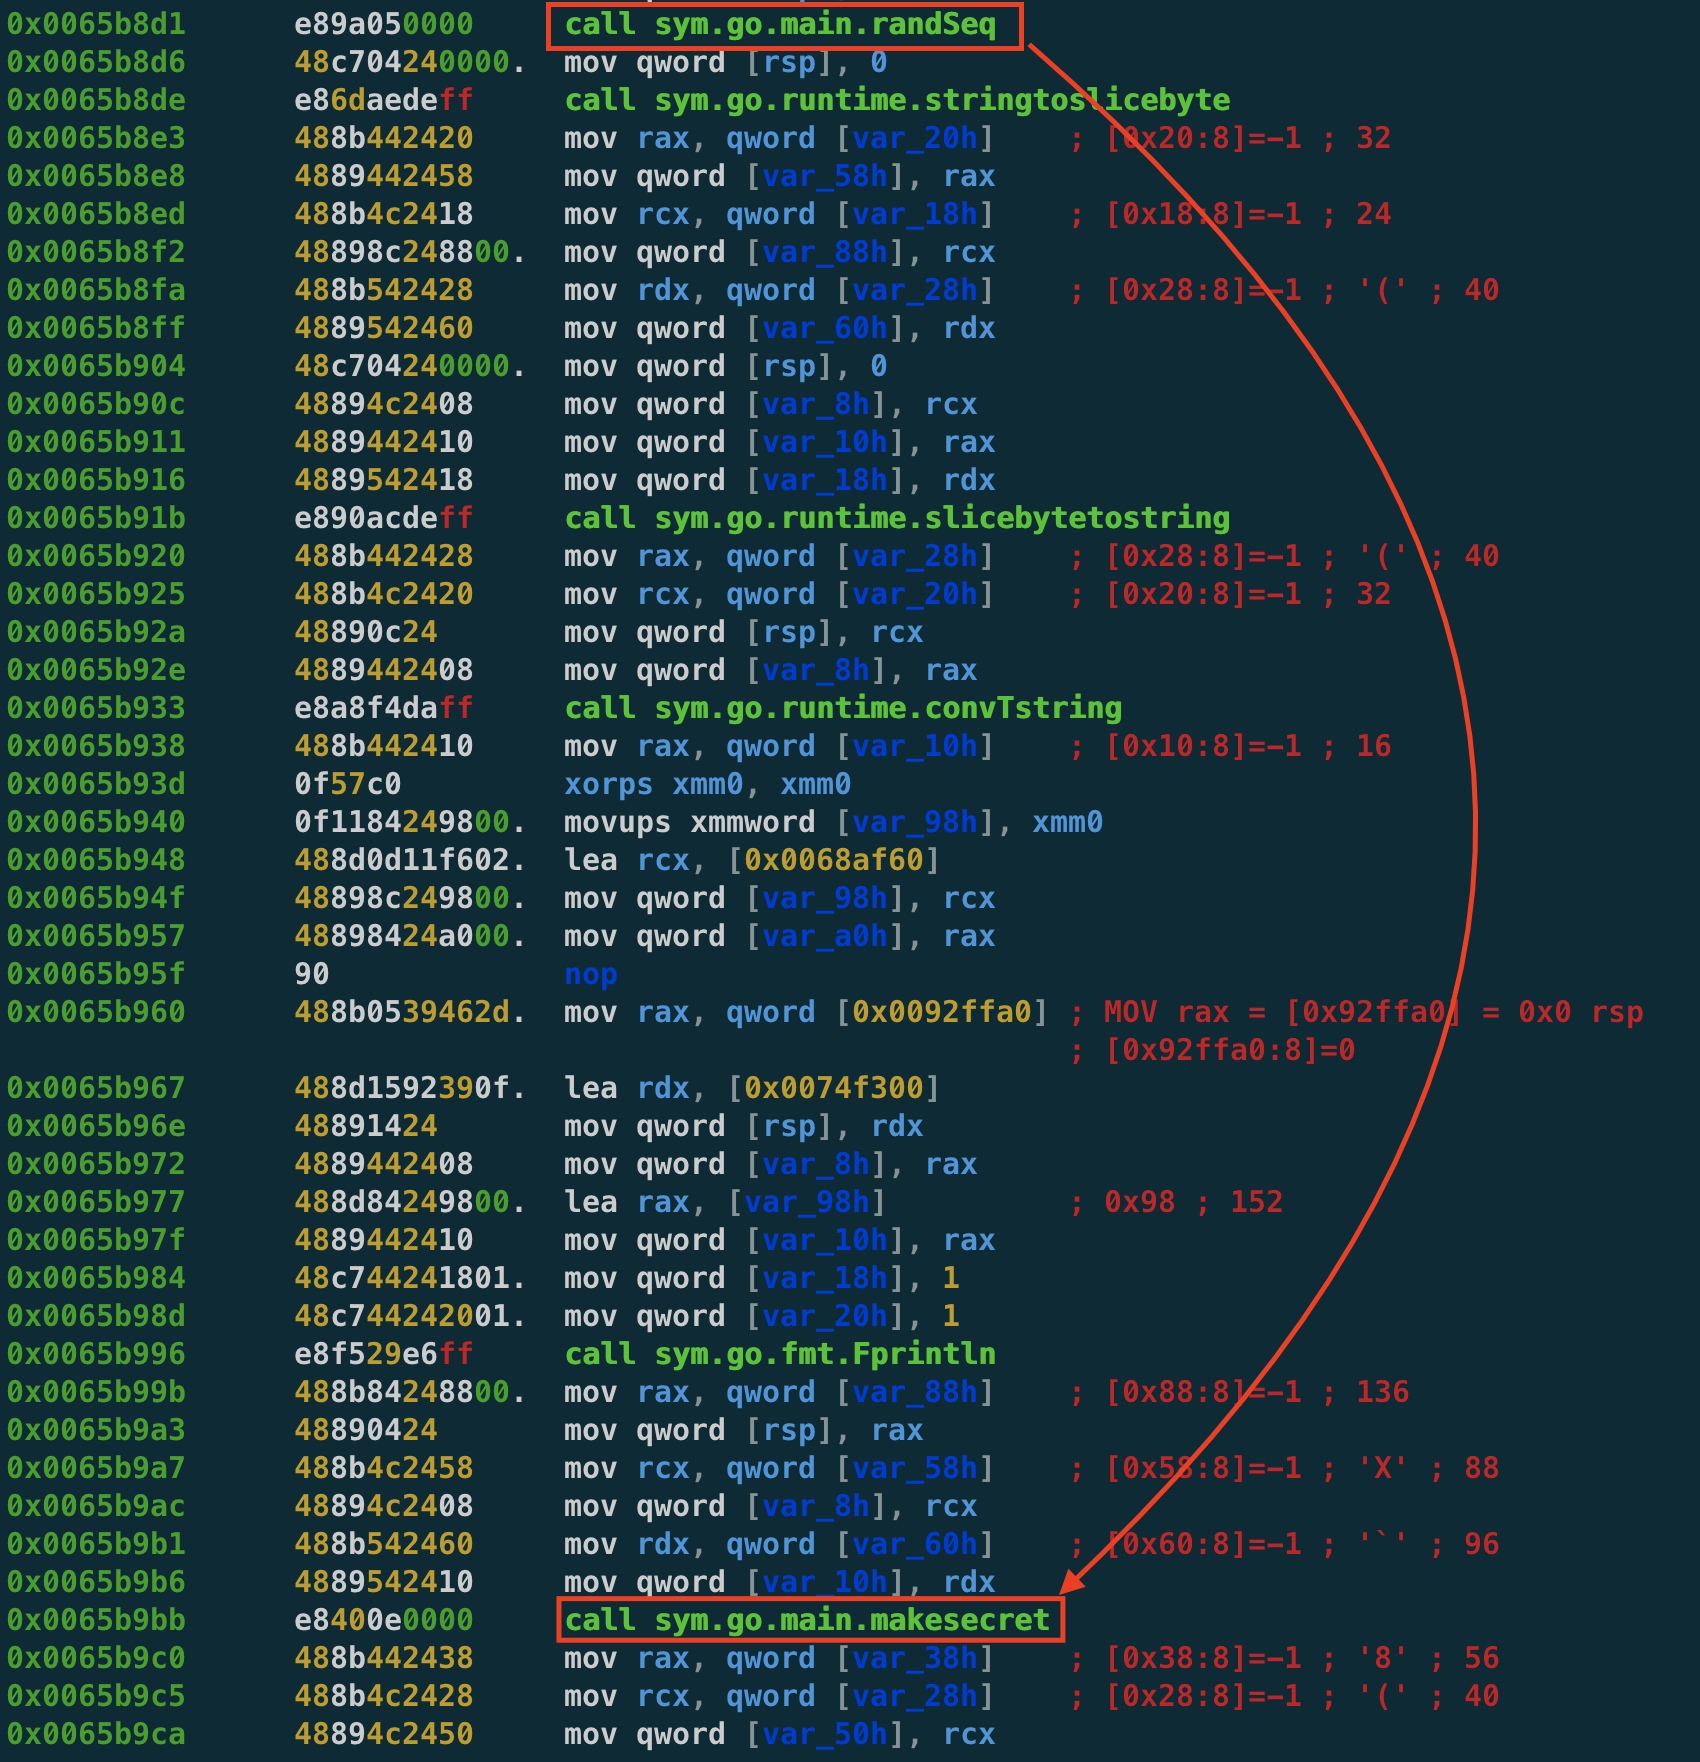 0x0065b8d1      e89a050000     call sym.go.main.randSeq
0x0065b8d6      48c704240000.  mov qword [rsp], 0
0x0065b8de      e86daedeff     call sym.go.runtime.stringtoslicebyte
0x0065b8e3      488b442420     mov rax, qword [var_20h]    ; [0x20:8]=-1 ; 32
0x0065b8e8      4889442458     mov qword [var_58h], rax
0x0065b8ed      488b4c2418     mov rcx, qword [var_18h]    ; [0x18:8]=-1 ; 24
0x0065b8f2      48898c248800.  mov qword [var_88h], rcx
0x0065b8fa      488b542428     mov rdx, qword [var_28h]    ; [0x28:8]=-1 ; '(' ; 40
0x0065b8ff      4889542460     mov qword [var_60h], rdx
0x0065b904      48c704240000.  mov qword [rsp], 0
0x0065b90c      48894c2408     mov qword [var_8h], rcx
0x0065b911      4889442410     mov qword [var_10h], rax
0x0065b916      4889542418     mov qword [var_18h], rdx
0x0065b91b      e890acdeff     call sym.go.runtime.slicebytetostring
0x0065b920      488b442428     mov rax, qword [var_28h]    ; [0x28:8]=-1 ; '(' ; 40
0x0065b925      488b4c2420     mov rcx, qword [var_20h]    ; [0x20:8]=-1 ; 32
0x0065b92a      48890c24       mov qword [rsp], rcx
0x0065b92e      4889442408     mov qword [var_8h], rax
0x0065b933      e8a8f4daff     call sym.go.runtime.convTstring
0x0065b938      488b442410     mov rax, qword [var_10h]    ; [0x10:8]=-1 ; 16
0x0065b93d      0f57c0         xorps xmm0, xmm0
0x0065b940      0f1184249800.  movups xmmword [var_98h], xmm0
0x0065b948      488d0d11f602.  lea rcx, [0x0068af60]
0x0065b94f      48898c249800.  mov qword [var_98h], rcx
0x0065b957      48898424a000.  mov qword [var_a0h], rax
0x0065b95f      90             nop
0x0065b960      488b0539462d.  mov rax, qword [0x0092ffa0] ; MOV rax = [0x92ffa0] = 0x0 rsp
; [0x92ffa0:8]=0
0x0065b967      488d1592390f.  lea rdx, [0x0074f300]
0x0065b96e      48891424       mov qword [rsp], rdx
0x0065b972      4889442408     mov qword [var_8h], rax
0x0065b977      488d84249800.  lea rax, [var_98h]          ; 0x98 ; 152
0x0065b97f      4889442410     mov qword [var_10h], rax
0x0065b984      48c744241801.  mov qword [var_18h], 1
0x0065b98d      48c744242001.  mov qword [var_20h], 1
0x0065b996      e8f529e6ff     call sym.go.fmt.Fprintln
0x0065b99b      488b84248800.  mov rax, qword [var_88h]    ; [0x88:8]=-1 ; 136
0x0065b9a3      48890424       mov qword [rsp], rax
0x0065b9a7      488b4c2458     mov rcx, qword [var_58h]    ; [0x58:8]=-1 ; 'X' ; 88
0x0065b9ac      48894c2408     mov qword [var_8h], rcx
0x0065b9b1      488b542460     mov rdx, qword [var_60h]    ; [0x60:8]=-1 ; '`' ; 96
0x0065b9b6      4889542410     mov qword [var_10h], rdx
0x0065b9bb      e8400e0000     call sym.go.main.makesecret
0x0065b9c0      488b442438     mov rax, qword [var_38h]    ; [0x38:8]=-1 ; '8' ; 56
0x0065b9c5      488b4c2428     mov rcx, qword [var_28h]    ; [0x28:8]=-1 ; '(' ; 40
0x0065b9ca      48894c2450     mov qword [var_50h], rcx